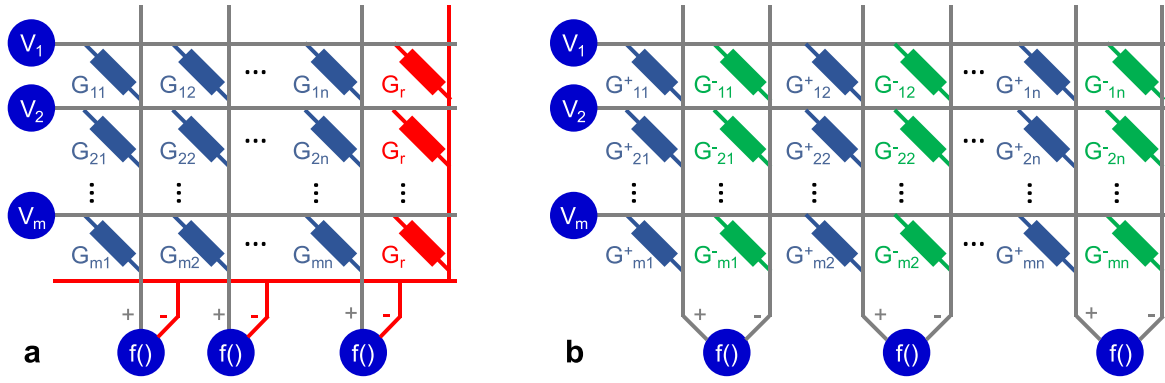 V1 G11 G12 ... G1n Gr
V2 G21 G22 ... G2n Gr
⋮ ⋮ ⋮ ⋮
Vm Gm1 Gm2 ... Gmn Gr
+ - + - + -
a f() f() f()
V1 G+11 G-11 G+12 G-12 ... G+1n G-1n
V2 G+21 G-21 G+22 G-22 ... G+2n G-2n
⋮ ⋮ ⋮ ⋮ ⋮ ⋮
Vm G+m1 G-m1 G+m2 G-m2 ... G+mn G-mn
+ - + - + -
b f() f() f()